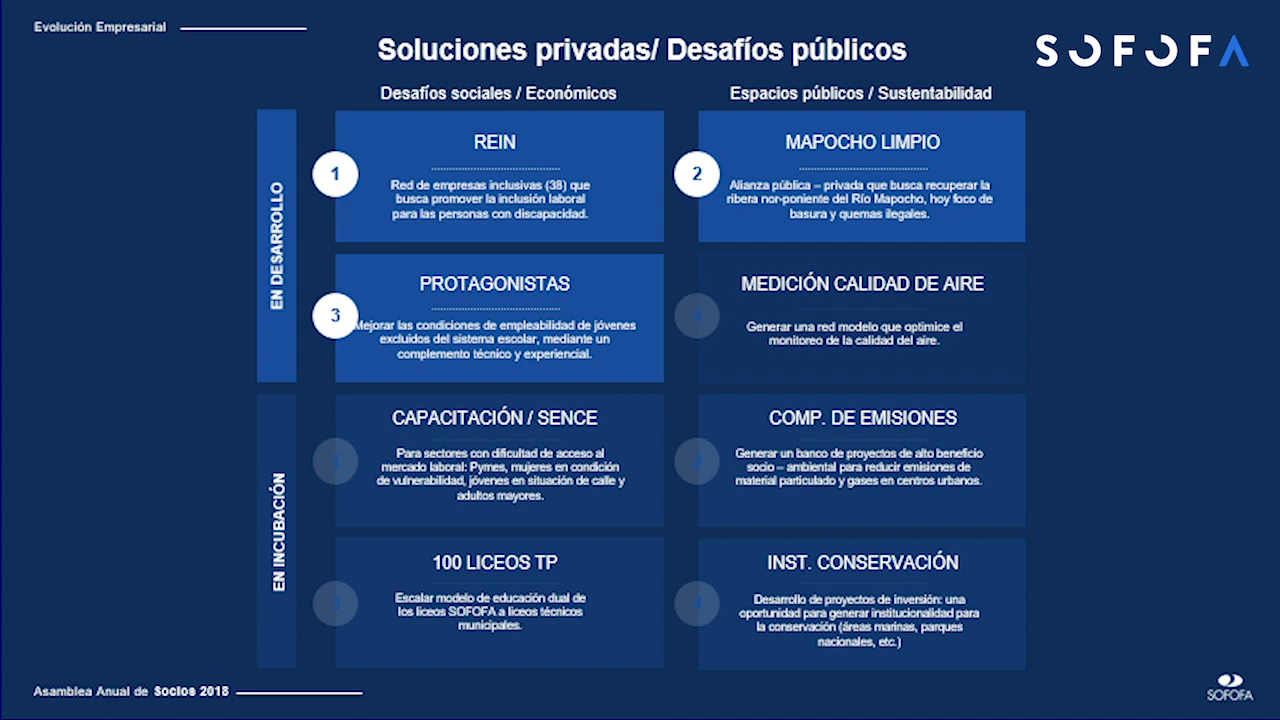 Evolución Empresarial
Soluciones privadas/ Desafíos públicos
SOFOFA
Desafíos sociales / Económicos
Espacios públicos / Sustentabilidad
EN DESARROLLO
1
REIN
Red de empresas inclusivas (38) que
busca promover la inclusión laboral
para las personas con discapacidad.
2
MAPOCHO LIMPIO
Alianza pública – privada que busca recuperar la
ribera nor-poniente del Río Mapocho, hoy foco de
basura y quemas ilegales.
3
PROTAGONISTAS
Mejorar las condiciones de empleabilidad de jóvenes
excluidos del sistema escolar, mediante un
complemento técnico y experiencial.
MEDICIÓN CALIDAD DE AIRE
Generar una red modelo que optimice el
monitoreo de la calidad del aire.
EN INCUBACIÓN
CAPACITACIÓN / SENCE
Para sectores con dificultad de acceso al
mercado laboral: Pymes, mujeres en condición
de vulnerabilidad, jóvenes en situación de calle y
adultos mayores.
COMP. DE EMISIONES
Generar un banco de proyectos de alto beneficio
socio – ambiental para reducir emisiones de
material particulado y gases en centros urbanos.
100 LICEOS TP
Escalar modelo de educación dual de
los liceos SOFOFA a liceos técnicos
municipales.
INST. CONSERVACIÓN
Desarrollo de proyectos de inversión: una
oportunidad para generar institucionalidad para
la conservación (áreas marinas, parques
nacionales, etc.)
Asamblea Anual de Socios 2018
SOFOFA